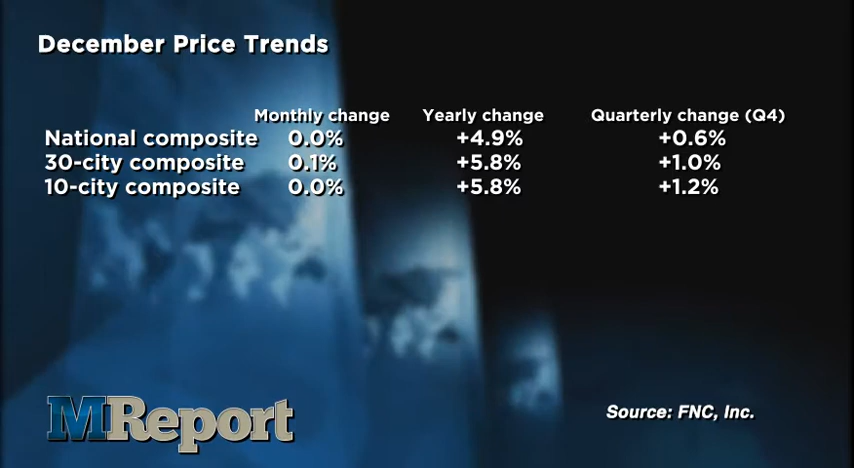 December Price Trends
Monthly change Yearly change Quarterly change (Q4)
National composite 0.0% +4.9% +0.6%
30-city composite 0.1% +5.8% +1.0%
10-city composite 0.0% +5.8% +1.2%
MReport
Source: FNC, Inc.